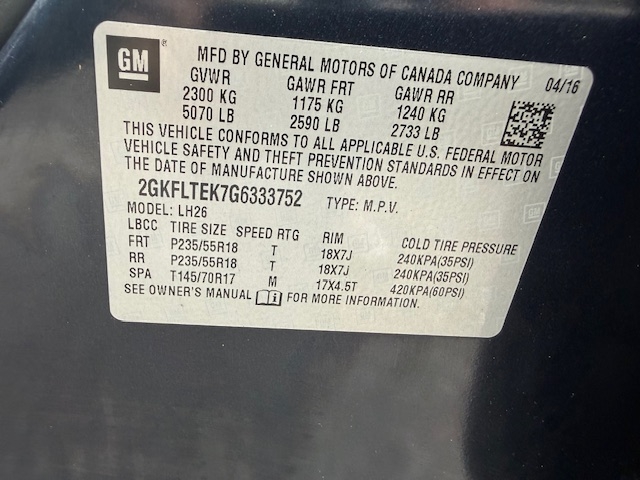 GM ®
MFD BY GENERAL MOTORS OF CANADA COMPANY 04/16
GVWR GAWR FRT GAWR RR
2300 KG 1175 KG 1240 KG
5070 LB 2590 LB 2733 LB
THIS VEHICLE CONFORMS TO ALL APPLICABLE U.S. FEDERAL MOTOR
VEHICLE SAFETY AND THEFT PREVENTION STANDARDS IN EFFECT ON
THE DATE OF MANUFACTURE SHOWN ABOVE.
2GKFLTEK7G6333752 TYPE: M.P.V.
MODEL: LH26
LBCC TIRE SIZE SPEED RTG RIM COLD TIRE PRESSURE
FRT P235/55R18 T 18X7J 240KPA(35PSI)
RR P235/55R18 T 18X7J 240KPA(35PSI)
SPA T145/70R17 M 17X4.5T 420KPA(60PSI)
SEE OWNER'S MANUAL FOR MORE INFORMATION.